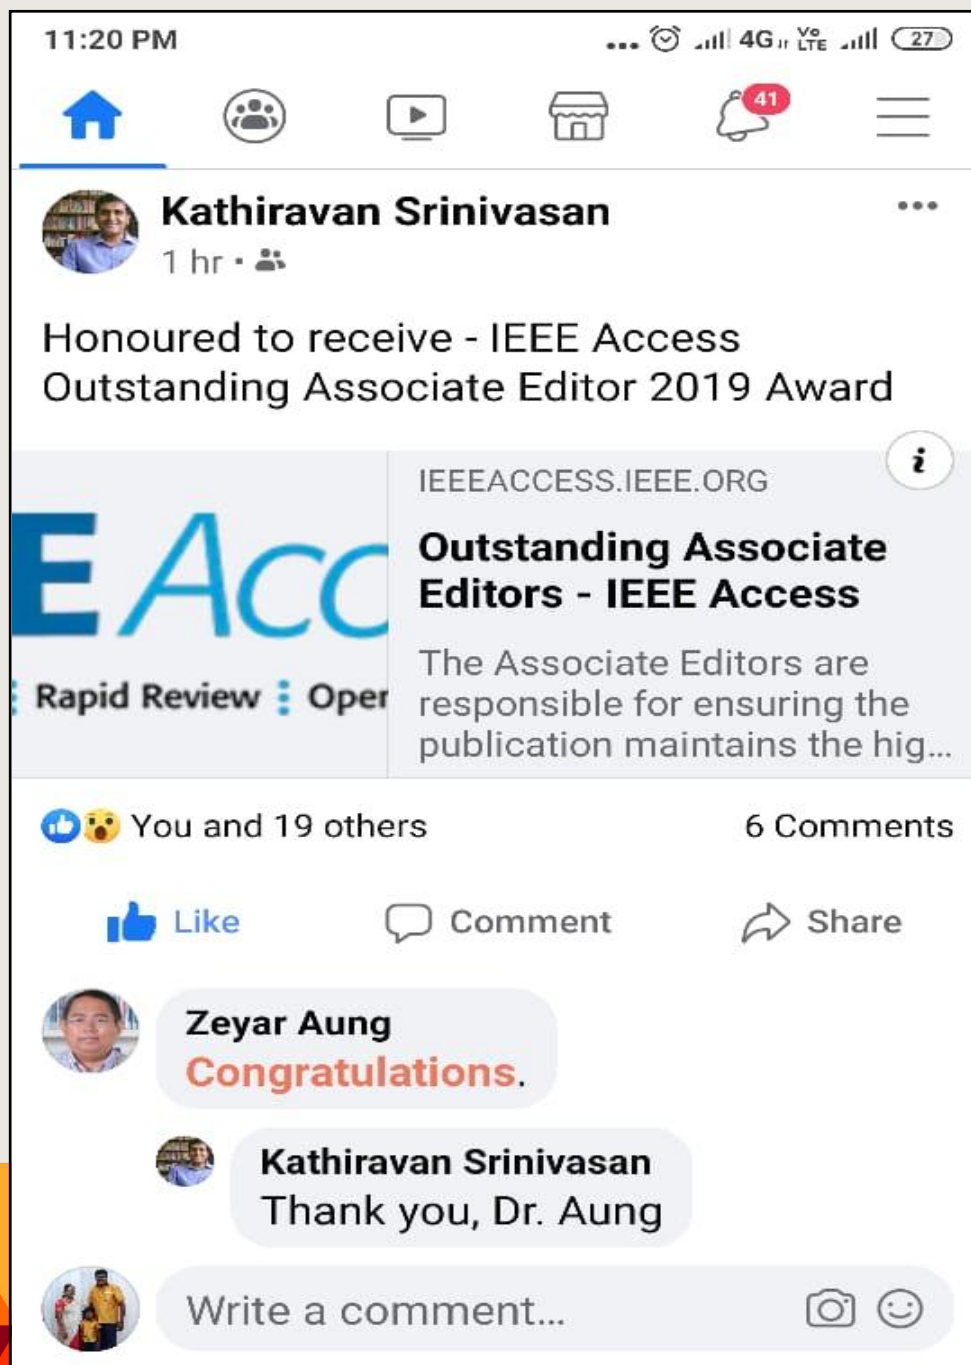 11:20 PM
4G VoLTE 27
41
Kathiravan Srinivasan
1 hr
Honoured to receive - IEEE Access
Outstanding Associate Editor 2019 Award
i
IEEEACCESS.IEEE.ORG
E Acc
Outstanding Associate
Editors - IEEE Access
Rapid Review Oper
The Associate Editors are
responsible for ensuring the
publication maintains the hig...
You and 19 others
6 Comments
Like Comment Share
Zeyar Aung
Congratulations.
Kathiravan Srinivasan
Thank you, Dr. Aung
Write a comment...